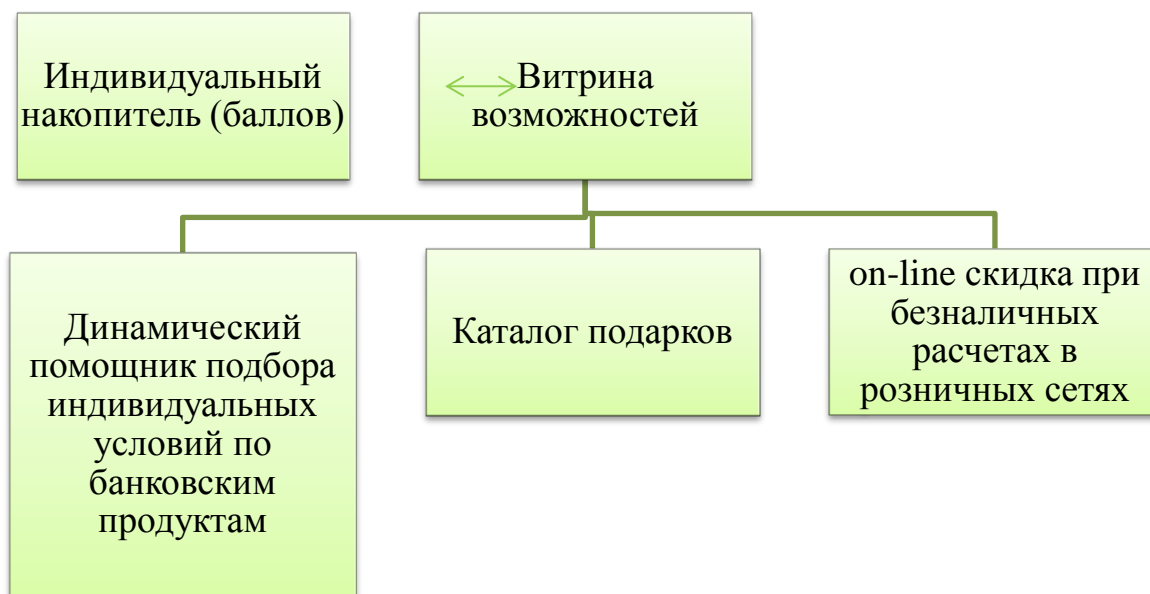 Индивидуальный
накопитель (баллов)
Витрина
возможностей
Динамический
помощник подбора
индивидуальных
условий по
банковским
продуктам
Каталог подарков
on-line скидка при
безналичных
расчетах в
розничных сетях